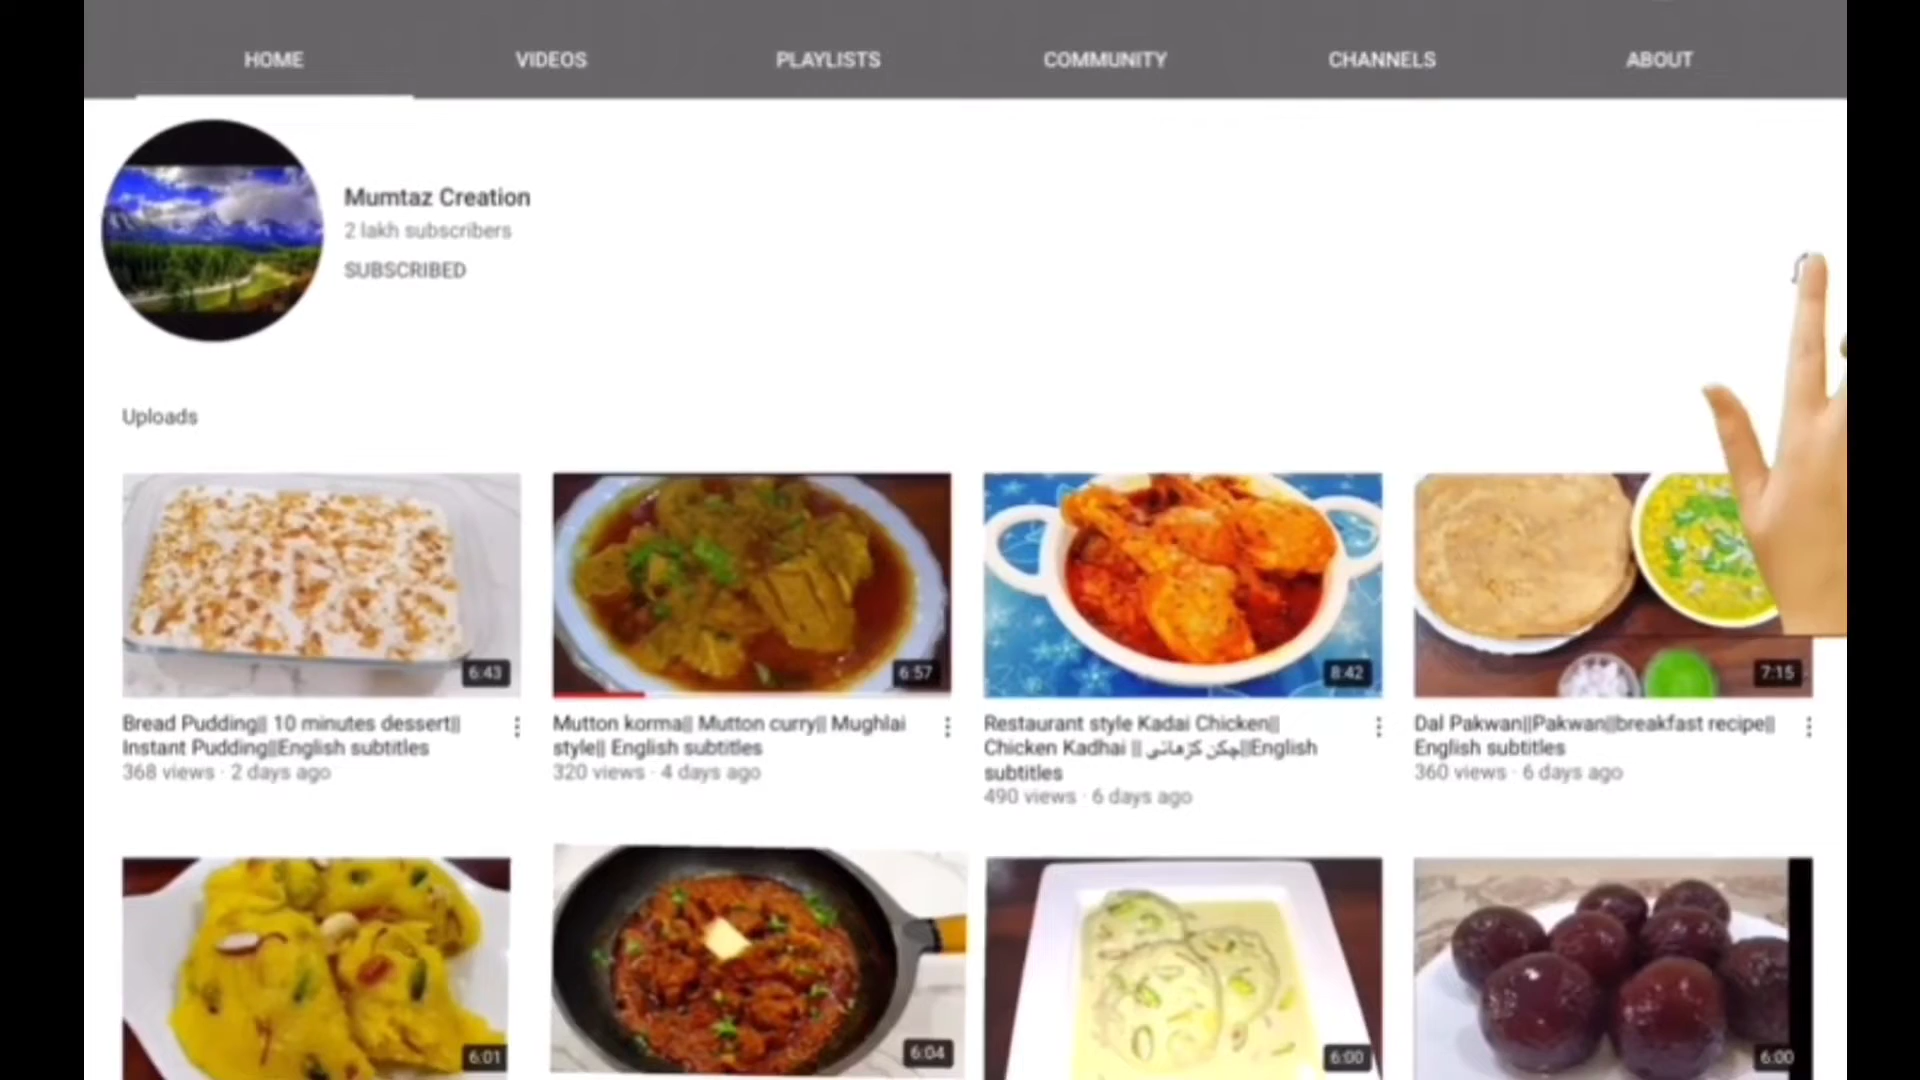 HOME VIDEOS PLAYLISTS COMMUNITY CHANNELS ABOUT
Mumtaz Creation
2 lakh subscribers
SUBSCRIBED
Uploads
6:43
Bread Pudding|| 10 minutes dessert||
Instant Pudding||English subtitles
368 views · 2 days ago
6:57
Mutton korma|| Mutton curry|| Mughlai
style|| English subtitles
320 views · 4 days ago
8:42
Restaurant style Kadai Chicken||
Chicken Kadhai || چکن کڑھائی||English
subtitles
490 views · 6 days ago
7:15
Dal Pakwan||Pakwan||breakfast recipe||
English subtitles
360 views · 6 days ago
6:01
6:04
6:00
6:00